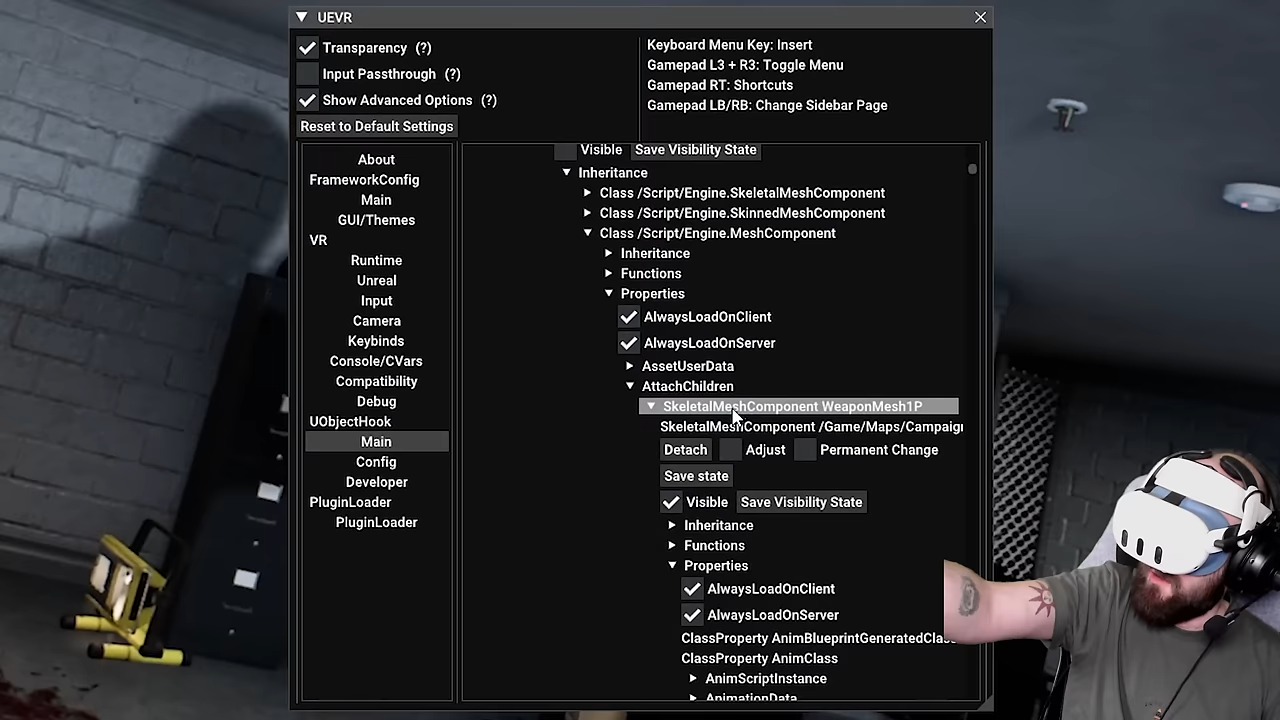 UEVR
Transparency (?)
Input Passthrough (?)
Show Advanced Options (?)
Reset to Default Settings
Keyboard Menu Key: Insert
Gamepad L3 + R3: Toggle Menu
Gamepad RT: Shortcuts
Gamepad LB/RB: Change Sidebar Page
About
FrameworkConfig
Main
GUI/Themes
VR
Runtime
Unreal
Input
Camera
Keybinds
Console/CVars
Compatibility
Debug
UObjectHook
Main
Config
Developer
PluginLoader
PluginLoader
Visible Save Visibility State
Inheritance
Class /Script/Engine.SkeletalMeshComponent
Class /Script/Engine.SkinnedMeshComponent
Class /Script/Engine.MeshComponent
Inheritance
Functions
Properties
AlwaysLoadOnClient
AlwaysLoadOnServer
AssetUserData
AttachChildren
SkeletalMeshComponent WeaponMesh1P
SkeletalMeshComponent /Game/Maps/Campaign
Detach Adjust Permanent Change
Save state
Visible Save Visibility State
Inheritance
Functions
Properties
AlwaysLoadOnClient
AlwaysLoadOnServer
ClassProperty AnimBlueprintGeneratedClass
ClassProperty AnimClass
AnimScriptInstance
AnimationData